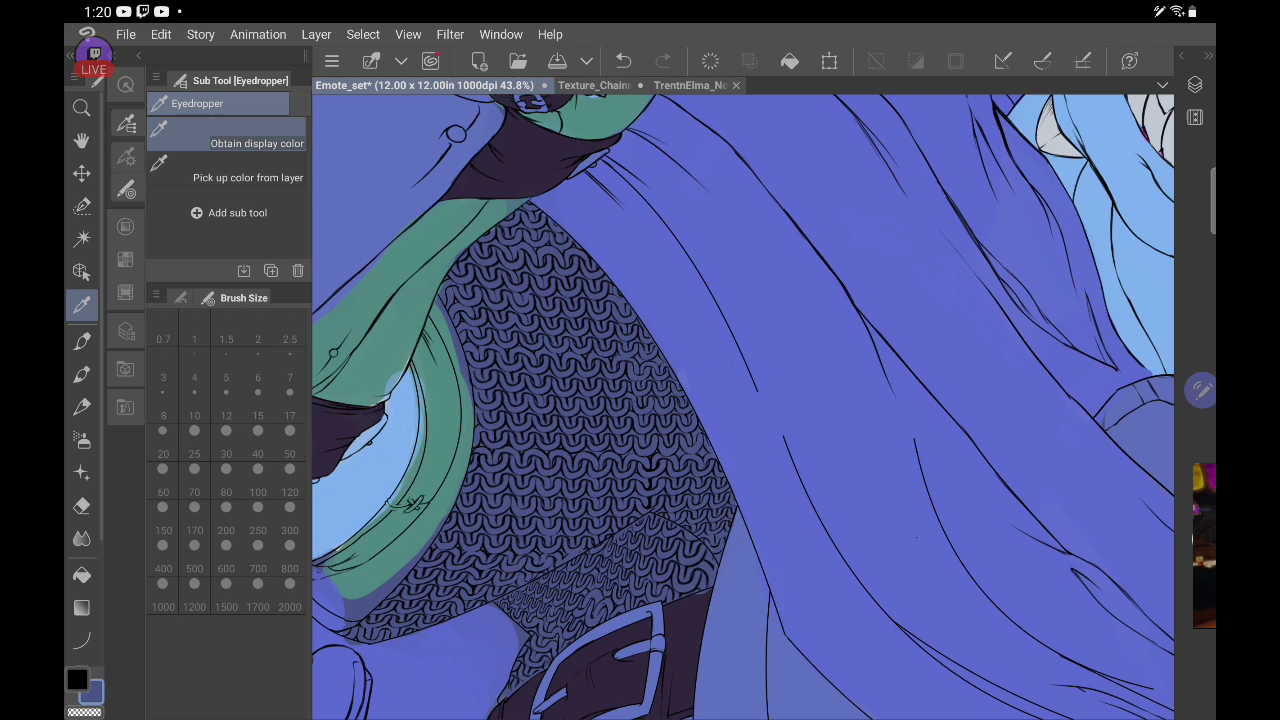 1:20
File Edit Story Animation Layer Select View Filter Window Help
LIVE
Sub Tool [Eyedropper]
Emote_set* (12.00 x 12.00in 1000dpi 43.8%) Texture_Chainm TrentnElma_No
Eyedropper
Obtain display color
Pick up color from layer
Add sub tool
Brush Size
0.7 1 1.5 2 2.5
3 4 5 6 7
8 10 12 15 17
20 25 30 40 50
60 70 80 100 120
150 170 200 250 300
400 500 600 700 800
1000 1200 1500 1700 2000